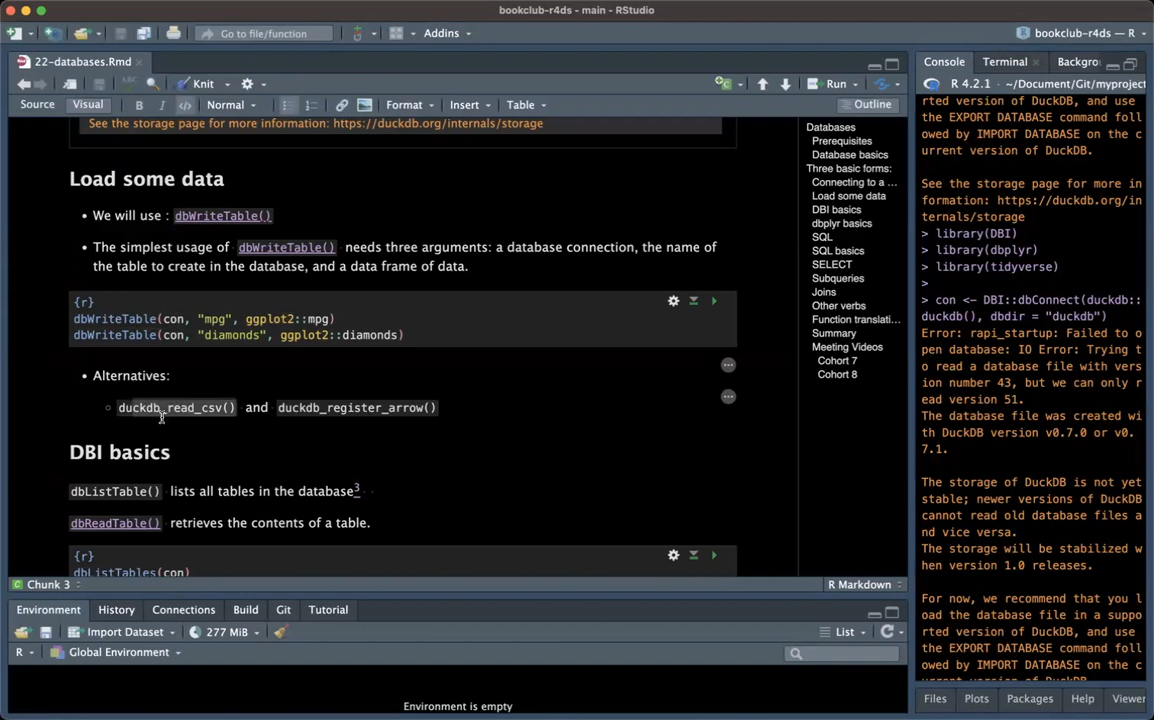 bookclub-r4ds - main - RStudio
Go to file/function
Addins
bookclub-r4ds — R
22-databases.Rmd
Knit
Run
Source
Visual
B
I
Normal
Format
Insert
Table
Outline
See the storage page for more information: https://duckdb.org/internals/storage
Load some data
• We will use : dbWriteTable()
• The simplest usage of dbWriteTable() needs three arguments: a database connection, the name of
the table to create in the database, and a data frame of data.
{r}
dbWriteTable(con, "mpg", ggplot2::mpg)
dbWriteTable(con, "diamonds", ggplot2::diamonds)
• Alternatives:
○ duckdb_read_csv() and duckdb_register_arrow()
DBI basics
dbListTable() lists all tables in the database3
dbReadTable() retrieves the contents of a table.
{r}
dbListTables(con)
Databases
Prerequisites
Database basics
Three basic forms:
Connecting to a ...
Load some data
DBI basics
dbplyr basics
SQL
SQL basics
SELECT
Subqueries
Joins
Other verbs
Function translati...
Summary
Meeting Videos
Cohort 7
Cohort 8
Chunk 3
R Markdown
Environment
History
Connections
Build
Git
Tutorial
Import Dataset
277 MiB
List
R
Global Environment
Environment is empty
Console
Terminal
Backgro
R 4.2.1 · ~/Document/Git/myproject
rted version of DuckDB, and use
the EXPORT DATABASE command foll
owed by IMPORT DATABASE on the c
urrent version of DuckDB.
See the storage page for more in
formation: https://duckdb.org/in
ternals/storage
> library(DBI)
> library(dbplyr)
> library(tidyverse)
>
> con <- DBI::dbConnect(duckdb::
duckdb(), dbdir = "duckdb")
Error: rapi_startup: Failed to o
pen database: IO Error: Trying t
o read a database file with vers
ion number 43, but we can only r
ead version 51.
The database file was created wi
th DuckDB version v0.7.0 or v0.
7.1.
The storage of DuckDB is not yet
stable; newer versions of DuckDB
cannot read old database files a
nd vice versa.
The storage will be stabilized w
hen version 1.0 releases.
For now, we recommend that you l
oad the database file in a suppo
rted version of DuckDB, and use
the EXPORT DATABASE command foll
owed by IMPORT DATABASE on the c
urrent version of DuckDB.
Files
Plots
Packages
Help
Viewer